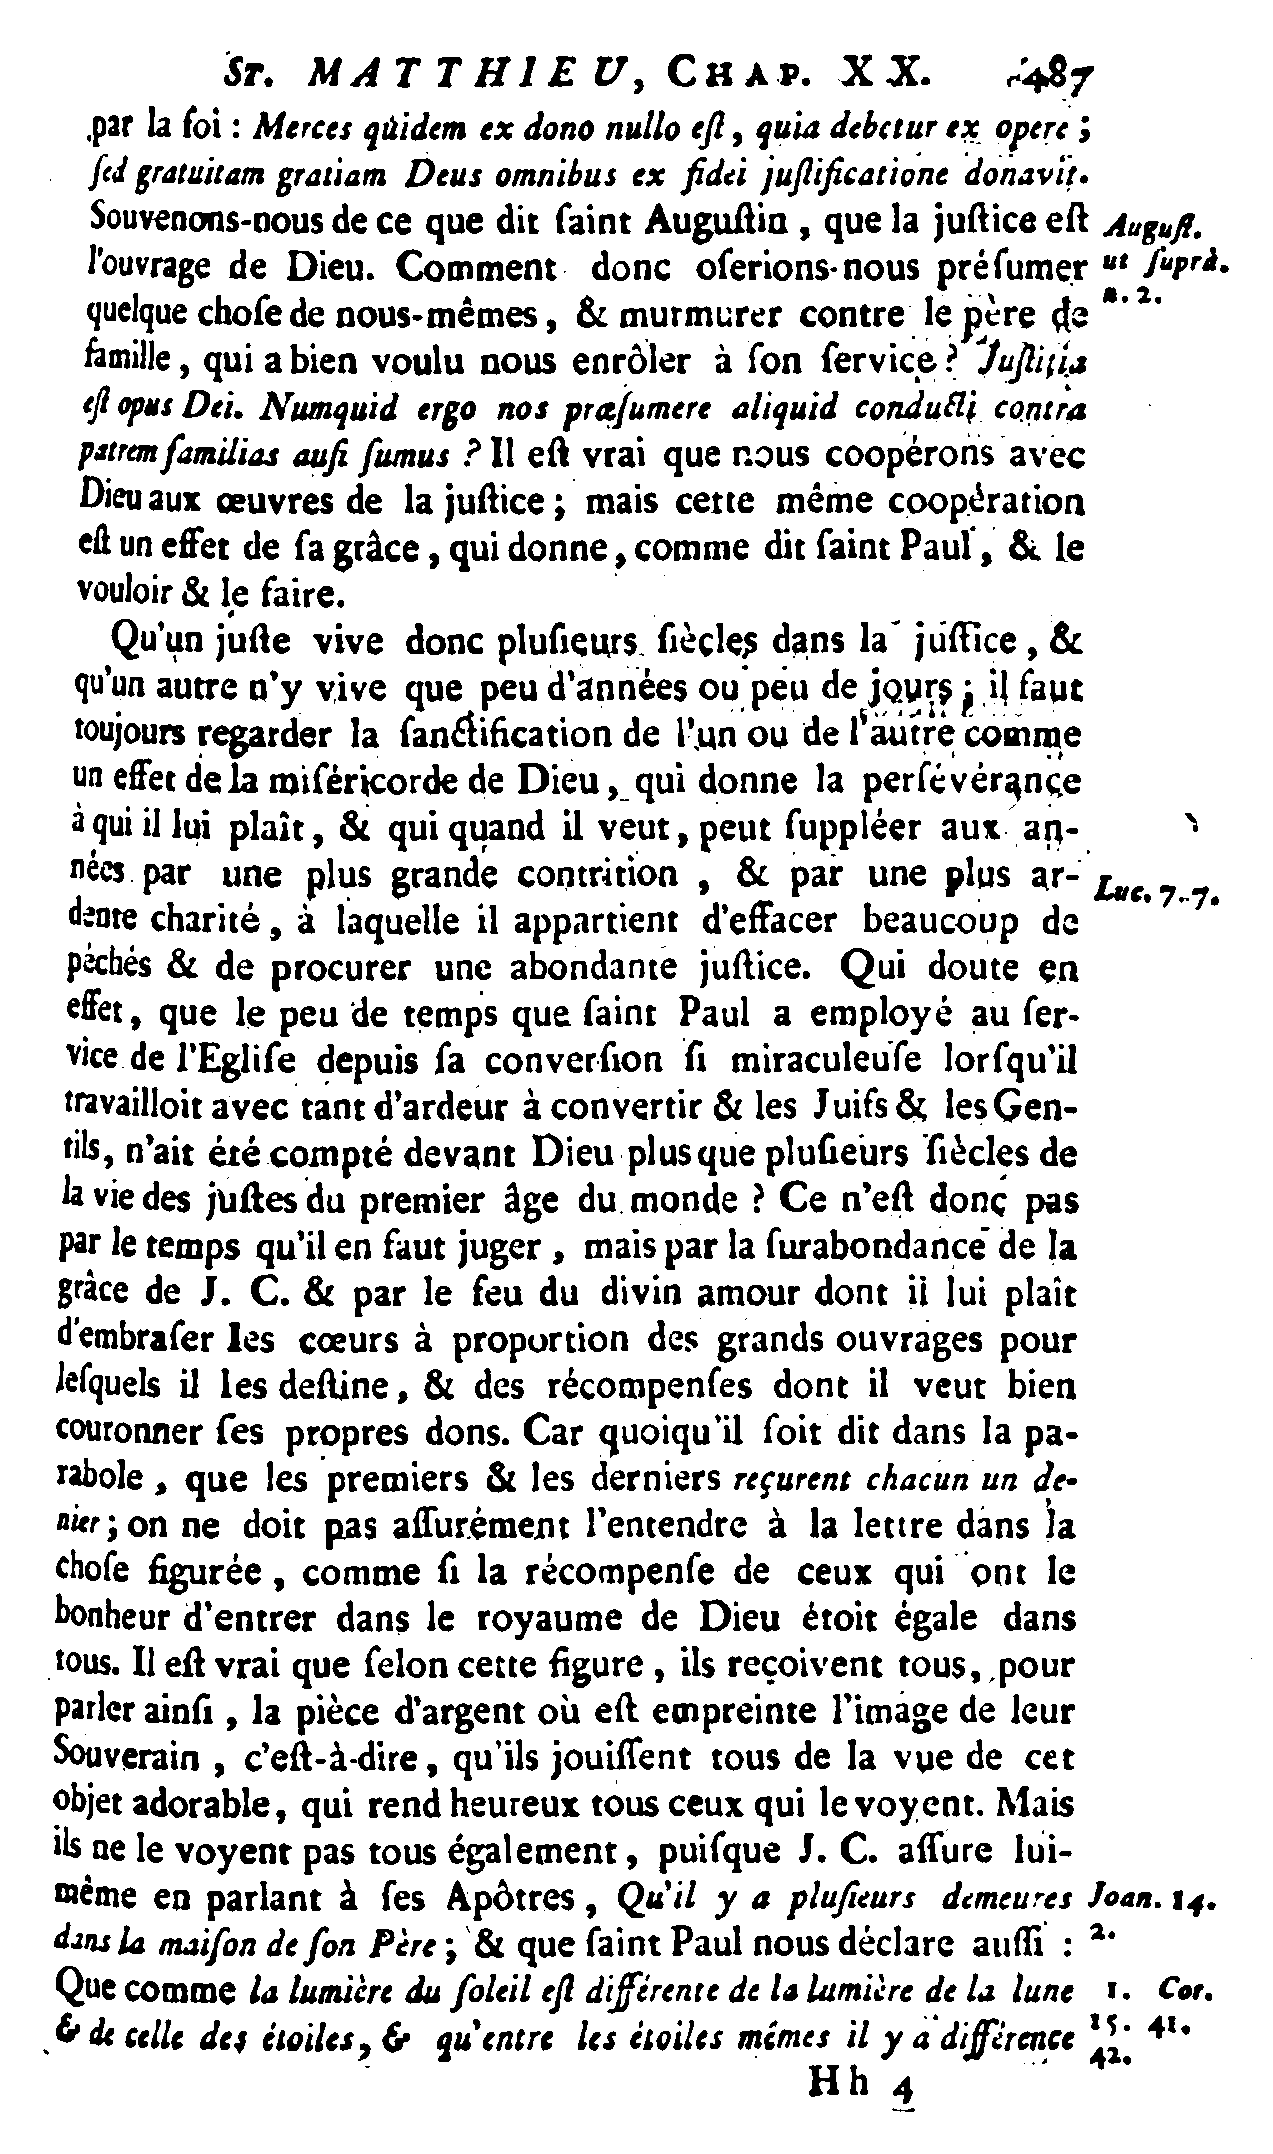 ST. MATTHIEU, CHAP. XX. 487
par la foi : Merces quidem ex dono nullo eſt, quia debetur ex opere ;
ſed gratuitam gratiam Deus omnibus ex fidei juſtificatione donavit.
Souvenons-nous de ce que dit ſaint Auguſtin, que la juſtice eſt
Auguſt.
l'ouvrage de Dieu. Comment donc oſerions-nous préſumer
ut ſuprà.
quelque choſe de nous-mêmes, & murmurer contre le père de
n. 2.
famille, qui a bien voulu nous enrôler à ſon ſervice ? Juſtitia
eſt opus Dei. Numquid ergo nos præſumere aliquid conducti contra
patrem familias auſi ſumus ? Il eſt vrai que nous coopérons avec
Dieu aux œuvres de la juſtice ; mais cette même coopération
eſt un effet de ſa grâce, qui donne, comme dit ſaint Paul, & le
vouloir & le faire.
Qu'un juſte vive donc pluſieurs ſiècles dans la juſtice, &
qu'un autre n'y vive que peu d'années ou peu de jours ; il faut
toujours regarder la ſanctification de l'un ou de l'autre comme
un effet de la miſéricorde de Dieu, qui donne la perſévérance
à qui il lui plaît, & qui quand il veut, peut ſuppléer aux an-
nées par une plus grande contrition, & par une plus ar-
Luc. 7. 7.
dente charité, à laquelle il appartient d'effacer beaucoup de
péchés & de procurer une abondante juſtice. Qui doute en
effet, que le peu de temps que ſaint Paul a employé au ſer-
vice de l'Egliſe depuis ſa converſion ſi miraculeuſe lorſqu'il
travailloit avec tant d'ardeur à convertir & les Juifs & les Gen-
tils, n'ait été compté devant Dieu plus que pluſieurs ſiècles de
la vie des juſtes du premier âge du monde ? Ce n'eſt donc pas
par le temps qu'il en faut juger, mais par la ſurabondance de la
grâce de J. C. & par le feu du divin amour dont il lui plaît
d'embraſer les cœurs à proportion des grands ouvrages pour
leſquels il les deſtine, & des récompenſes dont il veut bien
couronner ſes propres dons. Car quoiqu'il ſoit dit dans la pa-
rabole, que les premiers & les derniers reçurent chacun un de-
nier ; on ne doit pas aſſurément l'entendre à la lettre dans la
choſe figurée, comme ſi la récompenſe de ceux qui ont le
bonheur d'entrer dans le royaume de Dieu étoit égale dans
tous. Il eſt vrai que ſelon cette figure, ils reçoivent tous, pour
parler ainſi, la pièce d'argent où eſt empreinte l'image de leur
Souverain, c'eſt-à-dire, qu'ils jouiſſent tous de la vue de cet
objet adorable, qui rend heureux tous ceux qui le voyent. Mais
ils ne le voyent pas tous également, puiſque J. C. aſſure lui-
même en parlant à ſes Apôtres, Qu'il y a pluſieurs demeures
Joan. 14.
dans la maiſon de ſon Père ; & que ſaint Paul nous déclare auſſi :
2.
Que comme la lumière du ſoleil eſt différente de la lumière de la lune
1. Cor.
& de celle des étoiles, & qu'entre les étoiles mêmes il y a différence
15. 41.
42.
Hh 4